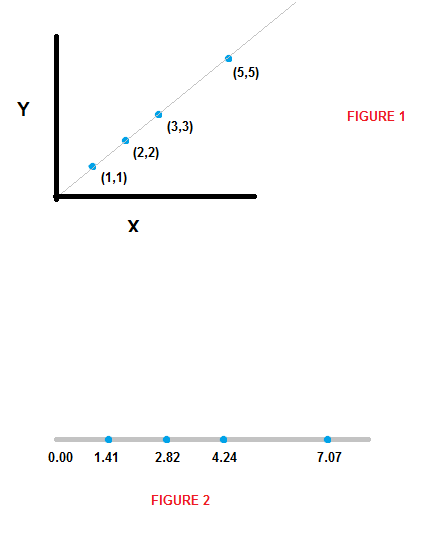 (5,5)
Y
FIGURE 1
(3,3)
(2,2)
(1,1)
X
0.00 1.41 2.82 4.24 7.07
FIGURE 2